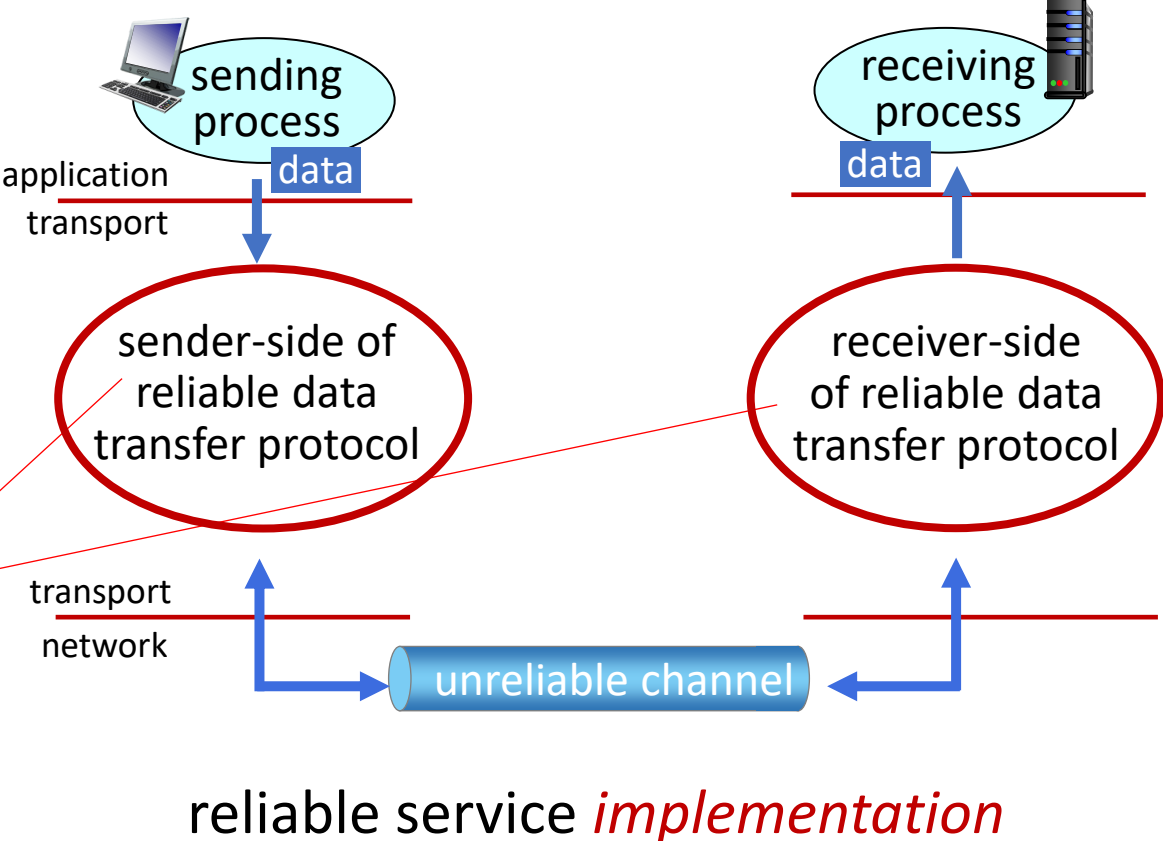 sending
process
data
receiving
process
data
application
transport
sender-side of
reliable data
transfer protocol
receiver-side
of reliable data
transfer protocol
transport
network
unreliable channel
reliable service implementation